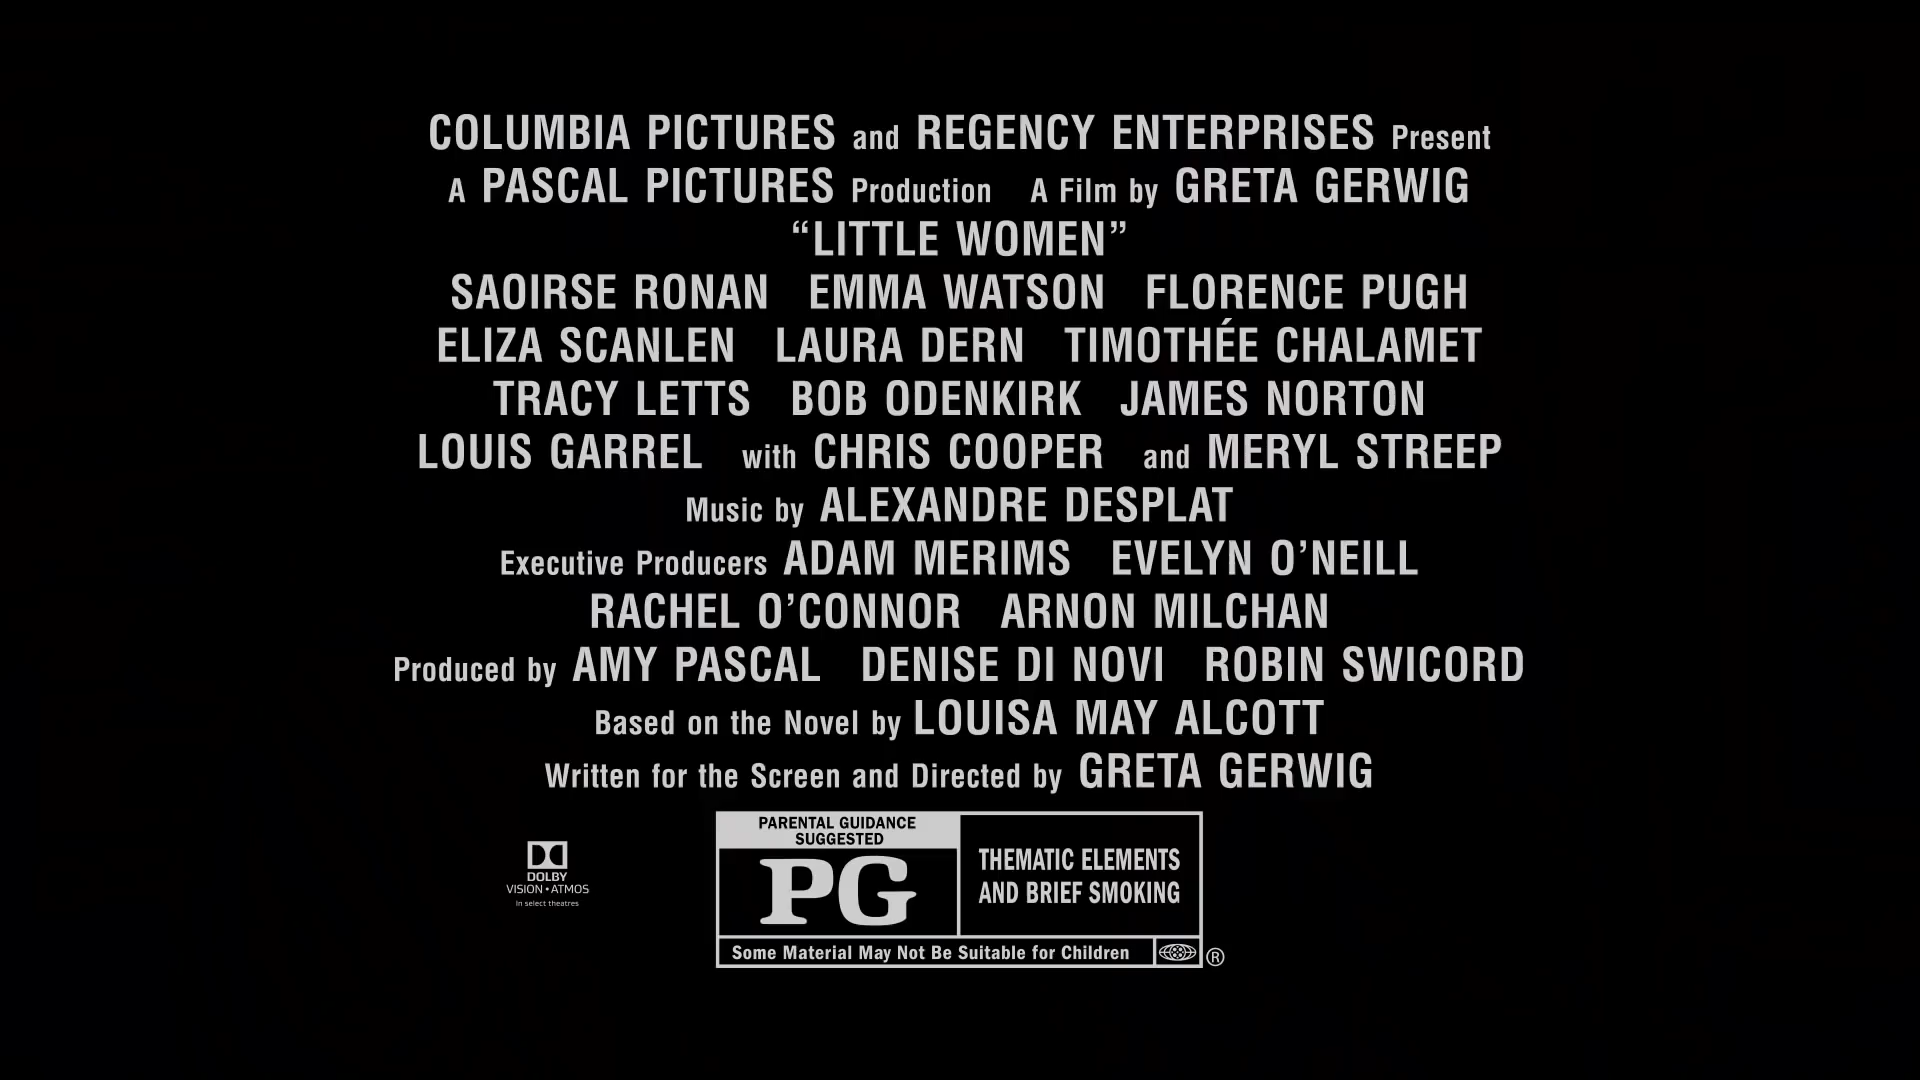 COLUMBIA PICTURES and REGENCY ENTERPRISES Present
A PASCAL PICTURES Production A Film by GRETA GERWIG
“LITTLE WOMEN”
SAOIRSE RONAN EMMA WATSON FLORENCE PUGH
ELIZA SCANLEN LAURA DERN TIMOTHÉE CHALAMET
TRACY LETTS BOB ODENKIRK JAMES NORTON
LOUIS GARREL with CHRIS COOPER and MERYL STREEP
Music by ALEXANDRE DESPLAT
Executive Producers ADAM MERIMS EVELYN O’NEILL
RACHEL O’CONNOR ARNON MILCHAN
Produced by AMY PASCAL DENISE DI NOVI ROBIN SWICORD
Based on the Novel by LOUISA MAY ALCOTT
Written for the Screen and Directed by GRETA GERWIG
DOLBY
VISION•ATMOS
In select theatres
PARENTAL GUIDANCE
SUGGESTED
PG
THEMATIC ELEMENTS
AND BRIEF SMOKING
Some Material May Not Be Suitable for Children
®